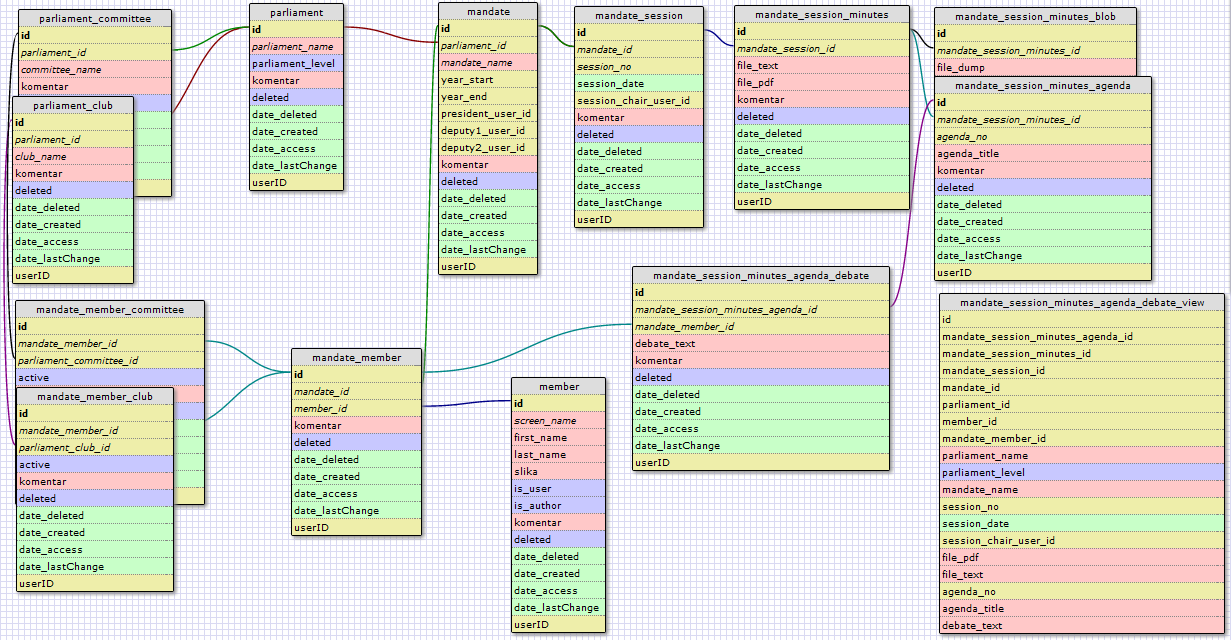 parliament_committee
id
parliament_id
committee_name
komentar
parliament_club
id
parliament_id
club_name
komentar
deleted
date_deleted
date_created
date_access
date_lastChange
userID
parliament
id
parliament_name
parliament_level
komentar
deleted
date_deleted
date_created
date_access
date_lastChange
userID
mandate
id
parliament_id
mandate_name
year_start
year_end
president_user_id
deputy1_user_id
deputy2_user_id
komentar
deleted
date_deleted
date_created
date_access
date_lastChange
userID
mandate_session
id
mandate_id
session_no
session_date
session_chair_user_id
komentar
deleted
date_deleted
date_created
date_access
date_lastChange
userID
mandate_session_minutes
id
mandate_session_id
file_text
file_pdf
komentar
deleted
date_deleted
date_created
date_access
date_lastChange
userID
mandate_session_minutes_blob
id
mandate_session_minutes_id
file_dump
mandate_session_minutes_agenda
id
mandate_session_minutes_id
agenda_no
agenda_title
komentar
deleted
date_deleted
date_created
date_access
date_lastChange
userID
mandate_member_committee
id
mandate_member_id
parliament_committee_id
active
mandate_member_club
id
mandate_member_id
parliament_club_id
active
komentar
deleted
date_deleted
date_created
date_access
date_lastChange
userID
mandate_member
id
mandate_id
member_id
komentar
deleted
date_deleted
date_created
date_access
date_lastChange
userID
member
id
screen_name
first_name
last_name
slika
is_user
is_author
komentar
deleted
date_deleted
date_created
date_access
date_lastChange
userID
mandate_session_minutes_agenda_debate
id
mandate_session_minutes_agenda_id
mandate_member_id
debate_text
komentar
deleted
date_deleted
date_created
date_access
date_lastChange
userID
mandate_session_minutes_agenda_debate_view
id
mandate_session_minutes_agenda_id
mandate_session_minutes_id
mandate_session_id
mandate_id
parliament_id
member_id
mandate_member_id
parliament_name
parliament_level
mandate_name
session_no
session_date
session_chair_user_id
file_pdf
file_text
agenda_no
agenda_title
debate_text